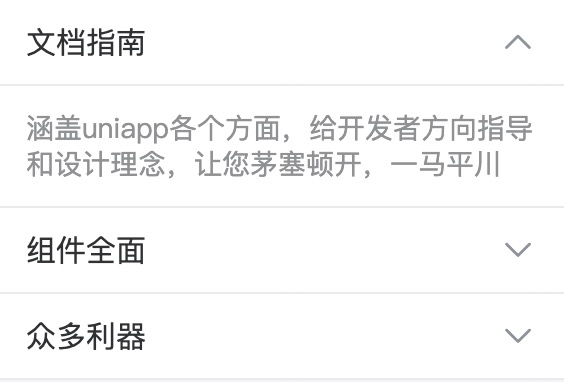 文档指南
涵盖uniapp各个方面，给开发者方向指导
和设计理念，让您茅塞顿开，一马平川
组件全面
众多利器